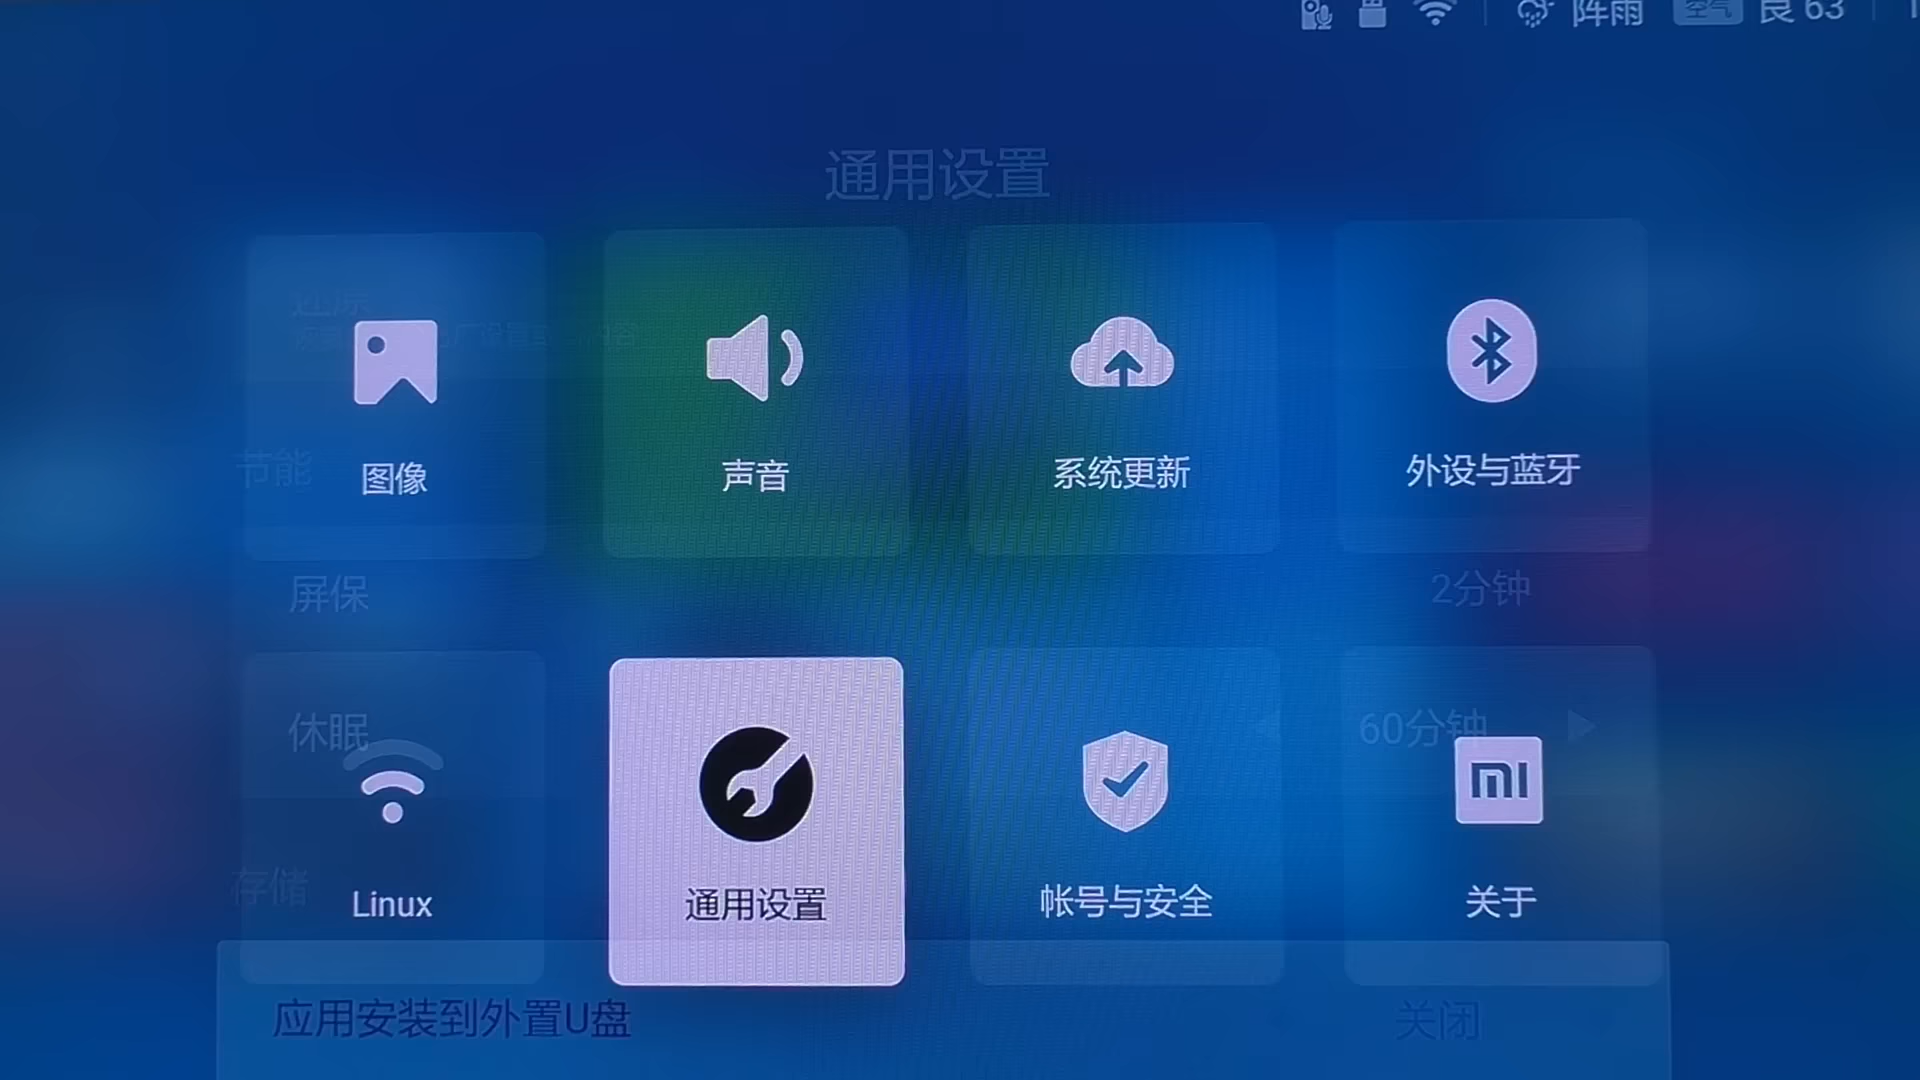 阵雨 空气 良 63
通用设置
图像 声音 系统更新 外设与蓝牙
节能
屏保 2分钟
休眠 60分钟
mi
存储
Linux 通用设置 帐号与安全 关于
应用安装到外置U盘 关闭